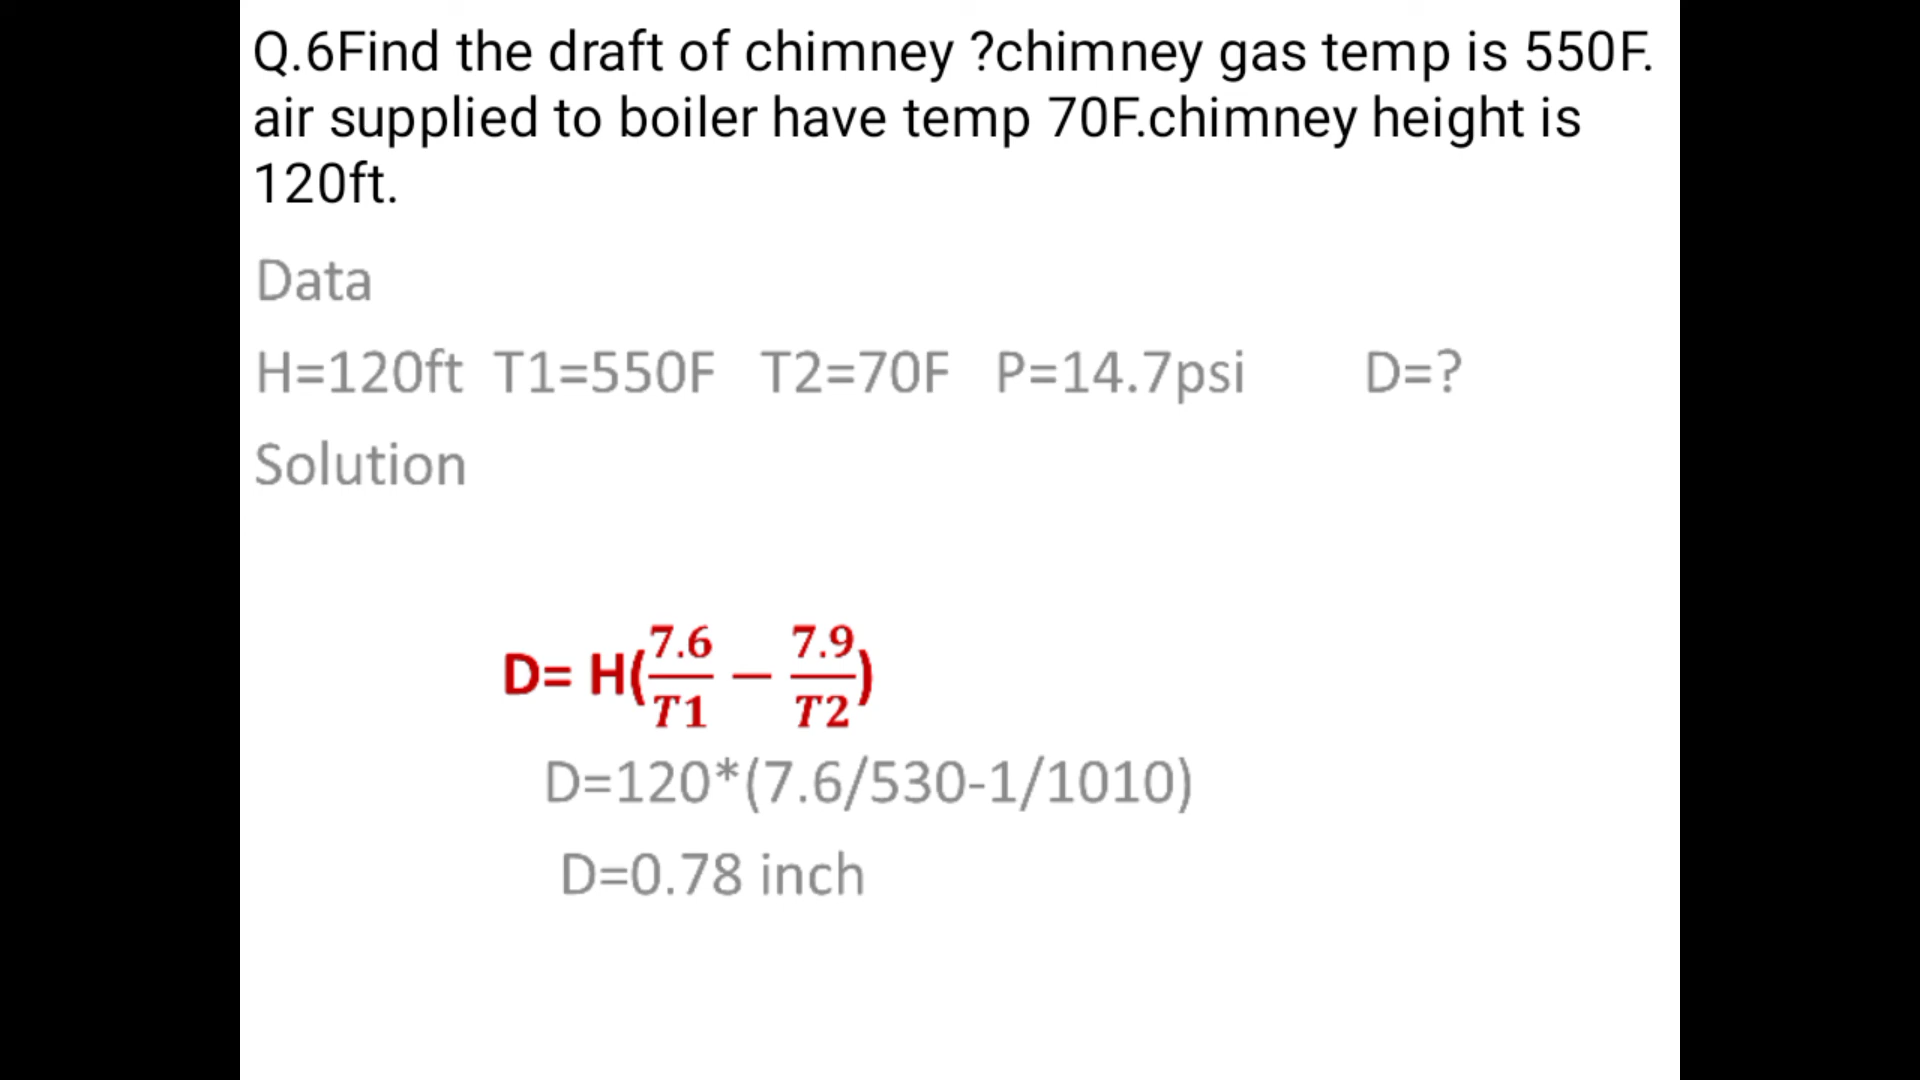 Q.6Find the draft of chimney ?chimney gas temp is 550F.
air supplied to boiler have temp 70F.chimney height is
120ft.
Data
H=120ft T1=550F T2=70F P=14.7psi D=?
Solution
D= H(7.6/T1 − 7.9/T2)
D=120*(7.6/530-1/1010)
D=0.78 inch